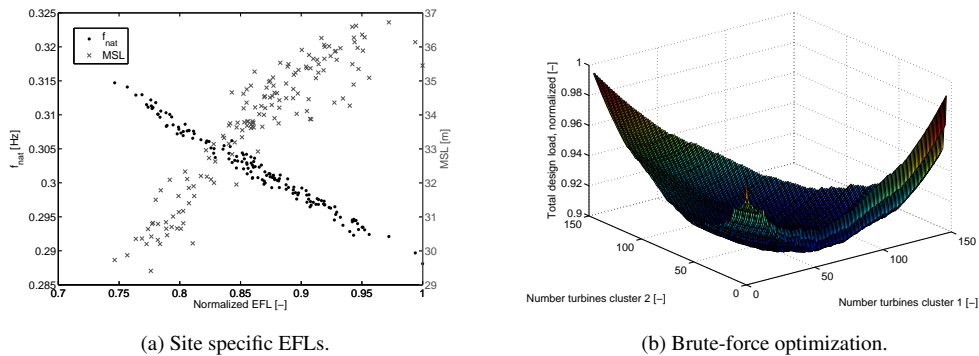 0.325
0.32
0.315
0.31
0.305
0.3
0.295
0.29
0.285
f_nat [Hz]
f_nat
MSL
37
36
35
34
33
32
31
30
29
MSL [m]
0.7 0.75 0.8 0.85 0.9 0.95 1
Normalized EFL [–]
(a) Site specific EFLs.
Total design load, normalized [–]
1
0.98
0.96
0.94
0.92
0.9
150
100
50
0
Number turbines cluster 2 [–]
0
50
100
150
Number turbines cluster 1 [–]
(b) Brute-force optimization.